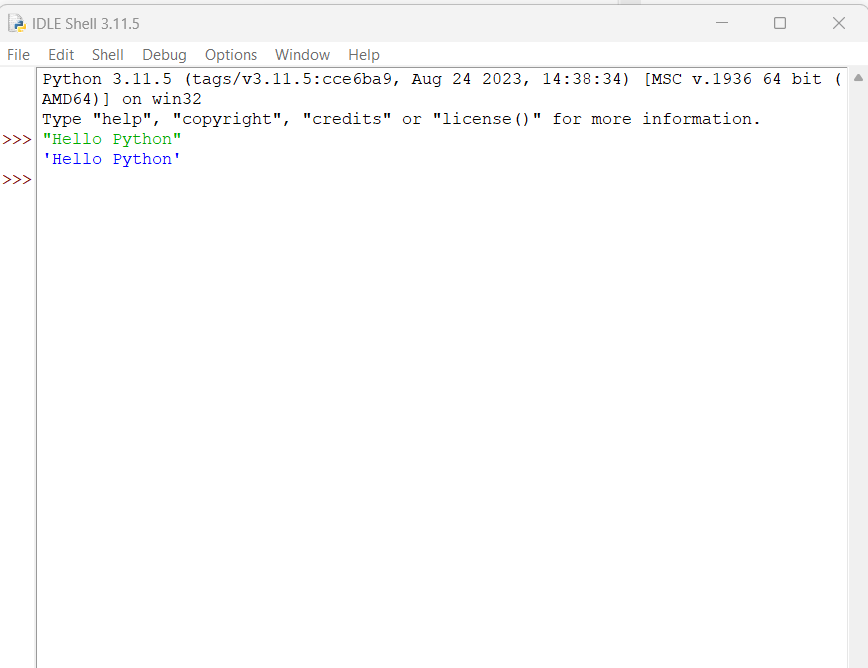 IDLE Shell 3.11.5
File Edit Shell Debug Options Window Help
Python 3.11.5 (tags/v3.11.5:cce6ba9, Aug 24 2023, 14:38:34) [MSC v.1936 64 bit (
AMD64)] on win32
Type "help", "copyright", "credits" or "license()" for more information.
>>> "Hello Python"
'Hello Python'
>>>